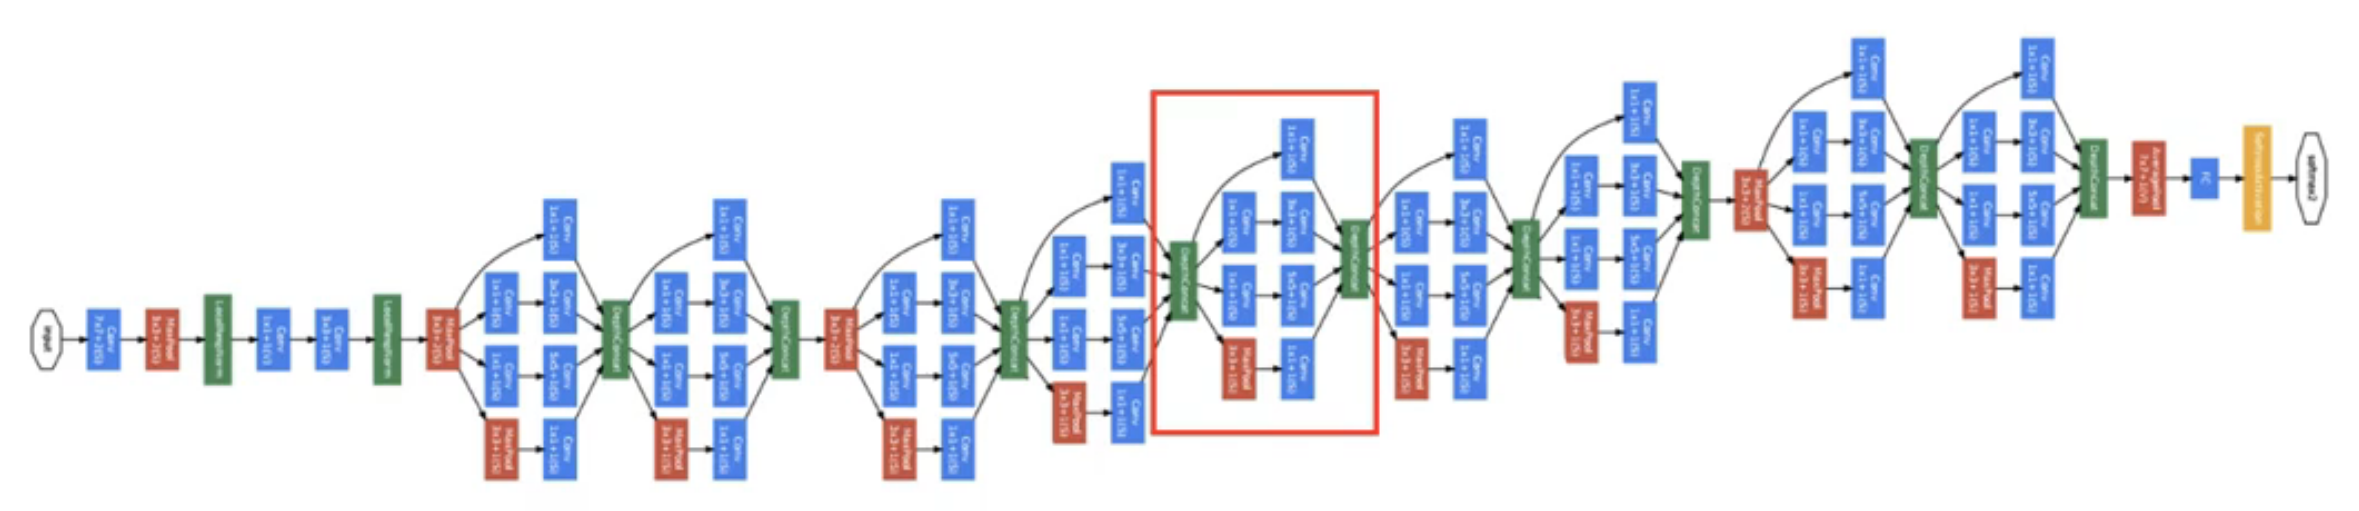 input
Conv
7x7+2(S)
MaxPool
3x3+2(S)
LocalRespNorm
Conv
1x1+1(V)
Conv
3x3+1(S)
LocalRespNorm
MaxPool
3x3+2(S)
Conv
1x1+1(S)
Conv
1x1+1(S)
Conv
3x3+1(S)
Conv
1x1+1(S)
Conv
5x5+1(S)
MaxPool
3x3+1(S)
Conv
1x1+1(S)
DepthConcat
Conv
1x1+1(S)
Conv
1x1+1(S)
Conv
3x3+1(S)
Conv
1x1+1(S)
Conv
5x5+1(S)
MaxPool
3x3+1(S)
Conv
1x1+1(S)
DepthConcat
MaxPool
3x3+2(S)
Conv
1x1+1(S)
Conv
1x1+1(S)
Conv
3x3+1(S)
Conv
1x1+1(S)
Conv
5x5+1(S)
MaxPool
3x3+1(S)
Conv
1x1+1(S)
DepthConcat
Conv
1x1+1(S)
Conv
1x1+1(S)
Conv
3x3+1(S)
Conv
1x1+1(S)
Conv
5x5+1(S)
MaxPool
3x3+1(S)
Conv
1x1+1(S)
DepthConcat
Conv
1x1+1(S)
Conv
1x1+1(S)
Conv
3x3+1(S)
Conv
1x1+1(S)
Conv
5x5+1(S)
MaxPool
3x3+1(S)
Conv
1x1+1(S)
DepthConcat
Conv
1x1+1(S)
Conv
1x1+1(S)
Conv
3x3+1(S)
Conv
1x1+1(S)
Conv
5x5+1(S)
MaxPool
3x3+1(S)
Conv
1x1+1(S)
DepthConcat
Conv
1x1+1(S)
Conv
1x1+1(S)
Conv
3x3+1(S)
Conv
1x1+1(S)
Conv
5x5+1(S)
MaxPool
3x3+1(S)
Conv
1x1+1(S)
DepthConcat
MaxPool
3x3+2(S)
Conv
1x1+1(S)
Conv
1x1+1(S)
Conv
3x3+1(S)
Conv
1x1+1(S)
Conv
5x5+1(S)
MaxPool
3x3+1(S)
Conv
1x1+1(S)
DepthConcat
Conv
1x1+1(S)
Conv
1x1+1(S)
Conv
3x3+1(S)
Conv
1x1+1(S)
Conv
5x5+1(S)
MaxPool
3x3+1(S)
Conv
1x1+1(S)
DepthConcat
AveragePool
7x7+1(V)
FC
SoftmaxActivation
softmax2